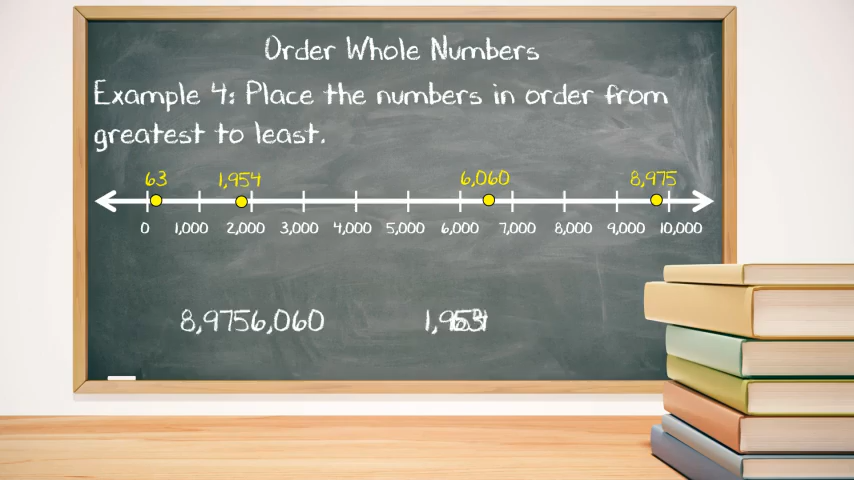 Order Whole Numbers
Example 4: Place the numbers in order from
greatest to least.
63 1,954 6,060 8,975
0 1,000 2,000 3,000 4,000 5,000 6,000 7,000 8,000 9,000 10,000
8,9756,060